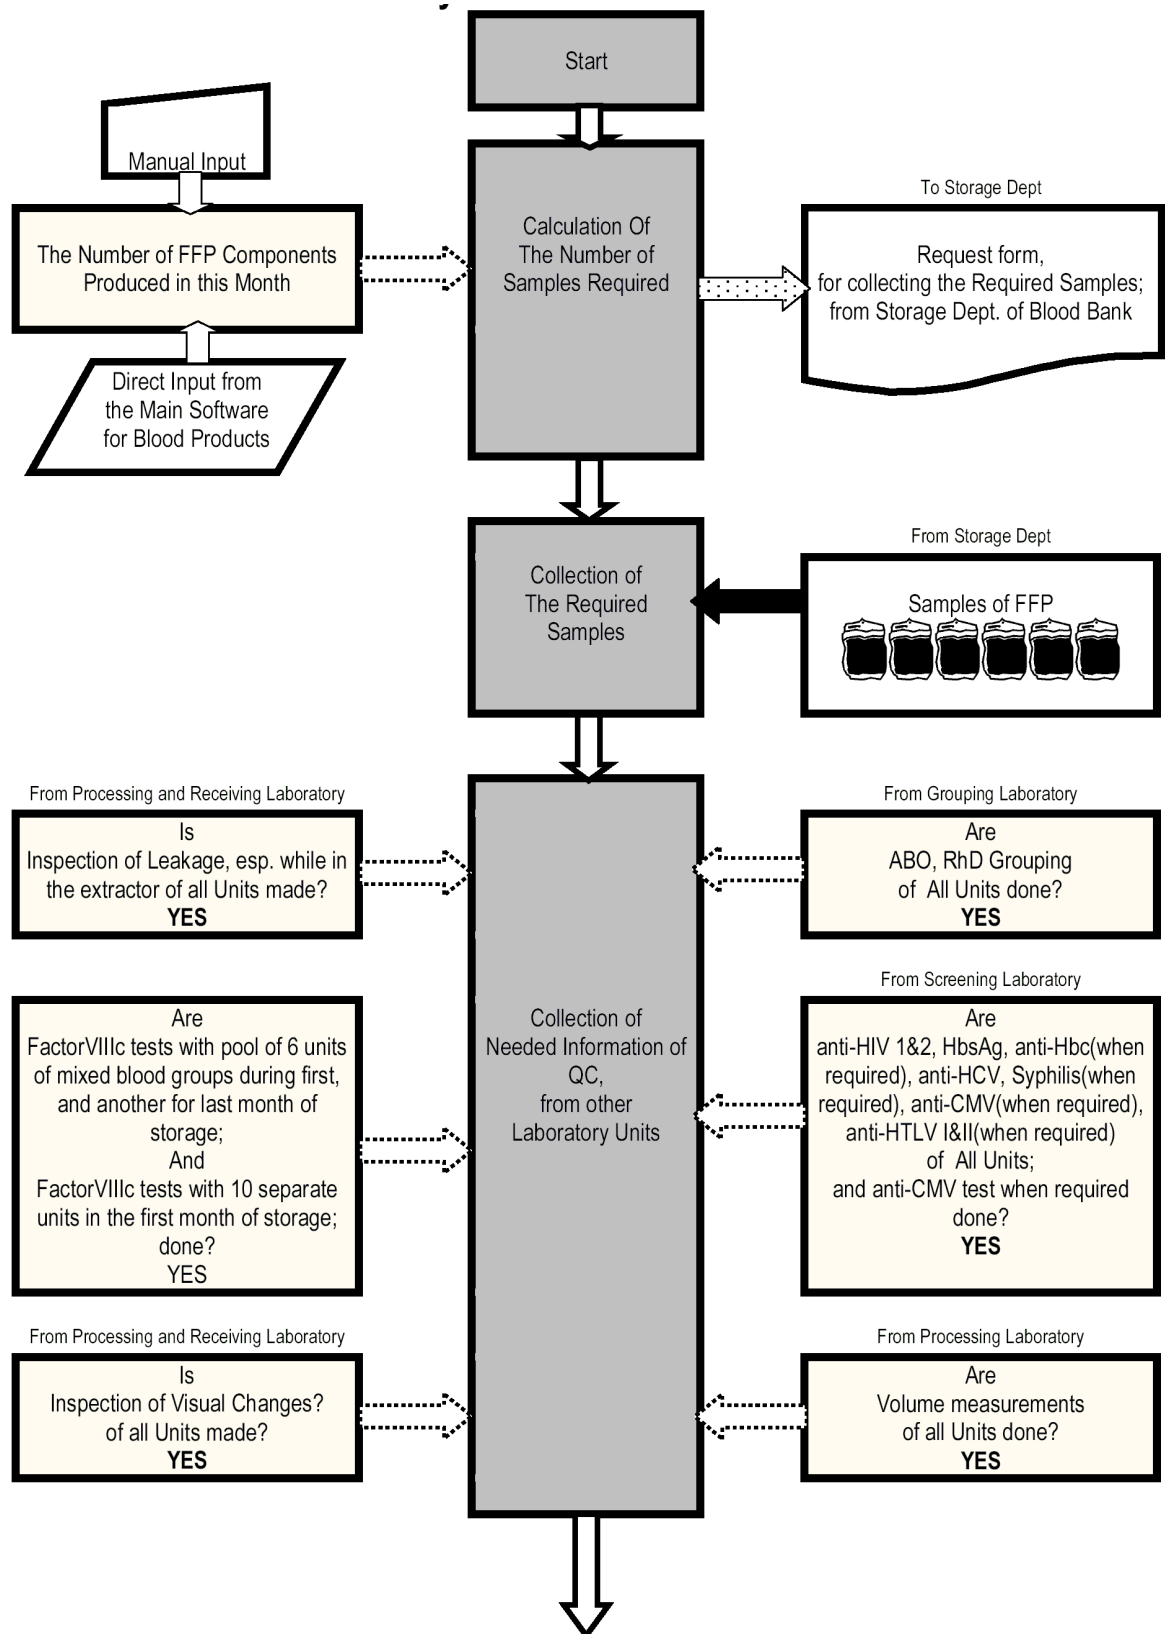 Start
Manual Input
The Number of FFP Components
Produced in this Month
Direct Input from
the Main Software
for Blood Products
Calculation Of
The Number of
Samples Required
To Storage Dept
Request form,
for collecting the Required Samples;
from Storage Dept. of Blood Bank
Collection of
The Required
Samples
From Storage Dept
Samples of FFP
From Processing and Receiving Laboratory
Is
Inspection of Leakage, esp. while in
the extractor of all Units made?
YES
From Grouping Laboratory
Are
ABO, RhD Grouping
of All Units done?
YES
Are
FactorVIIIc tests with pool of 6 units
of mixed blood groups during first,
and another for last month of
storage;
And
FactorVIIIc tests with 10 separate
units in the first month of storage;
done?
YES
Collection of
Needed Information of
QC,
from other
Laboratory Units
From Screening Laboratory
Are
anti-HIV 1&2, HbsAg, anti-Hbc(when
required), anti-HCV, Syphilis(when
required), anti-CMV(when required),
anti-HTLV I&II(when required)
of All Units;
and anti-CMV test when required
done?
YES
From Processing and Receiving Laboratory
Is
Inspection of Visual Changes?
of all Units made?
YES
From Processing Laboratory
Are
Volume measurements
of all Units done?
YES